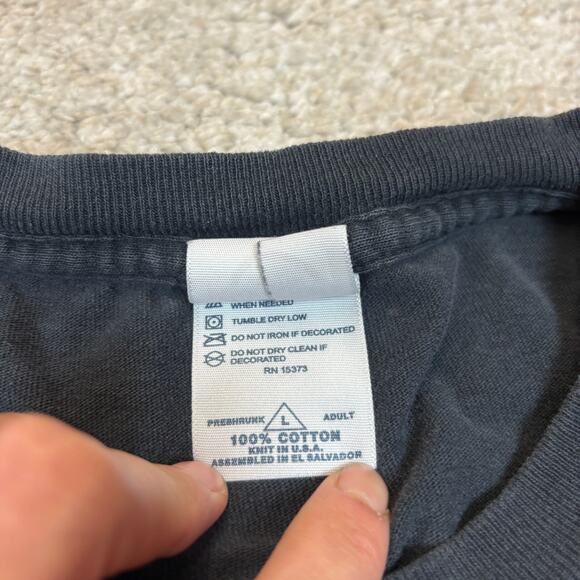 WHEN NEEDED
TUMBLE DRY LOW
DO NOT IRON IF DECORATED
DO NOT DRY CLEAN IF
DECORATED
RN 15373
PRESHRUNK L ADULT
100% COTTON
KNIT IN U.S.A.
ASSEMBLED IN EL SALVADOR